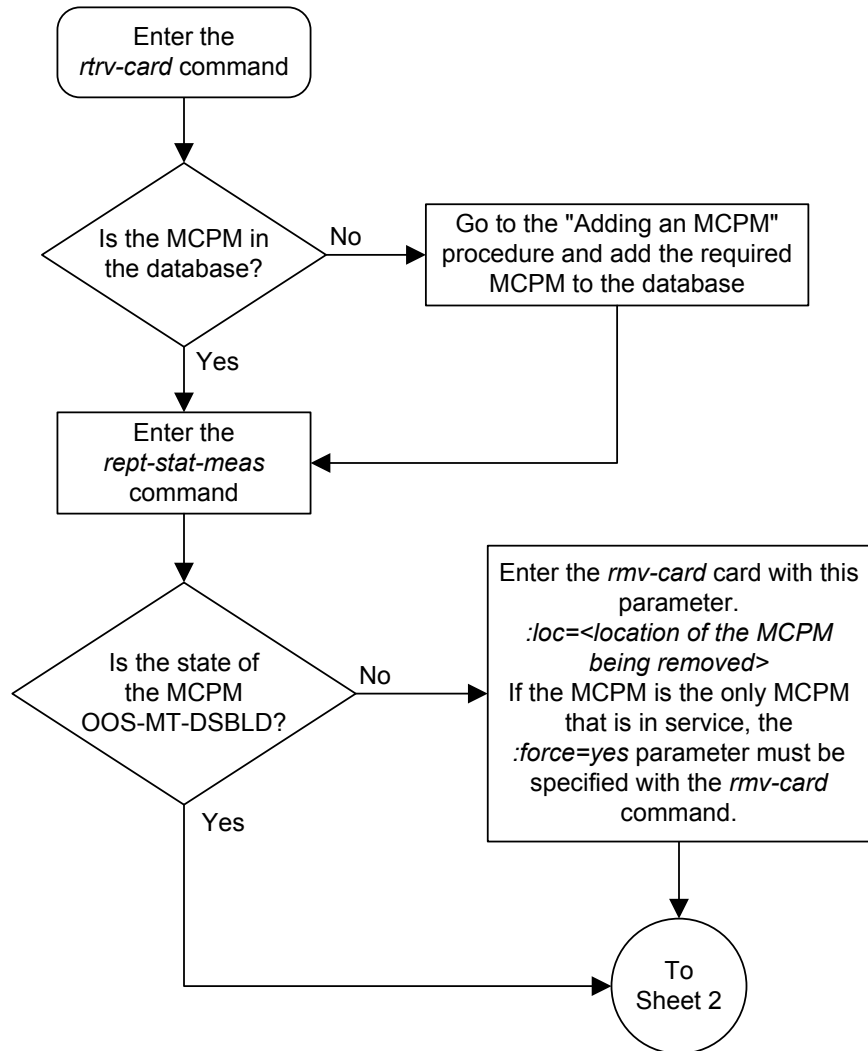 Enter the
rtrv-card command
Is the MCPM in
the database?
No
Go to the "Adding an MCPM"
procedure and add the required
MCPM to the database
Yes
Enter the
rept-stat-meas
command
Is the state of
the MCPM
OOS-MT-DSBLD?
No
Enter the rmv-card card with this
parameter.
:loc=<location of the MCPM
being removed>
If the MCPM is the only MCPM
that is in service, the
:force=yes parameter must be
specified with the rmv-card
command.
Yes
To
Sheet 2